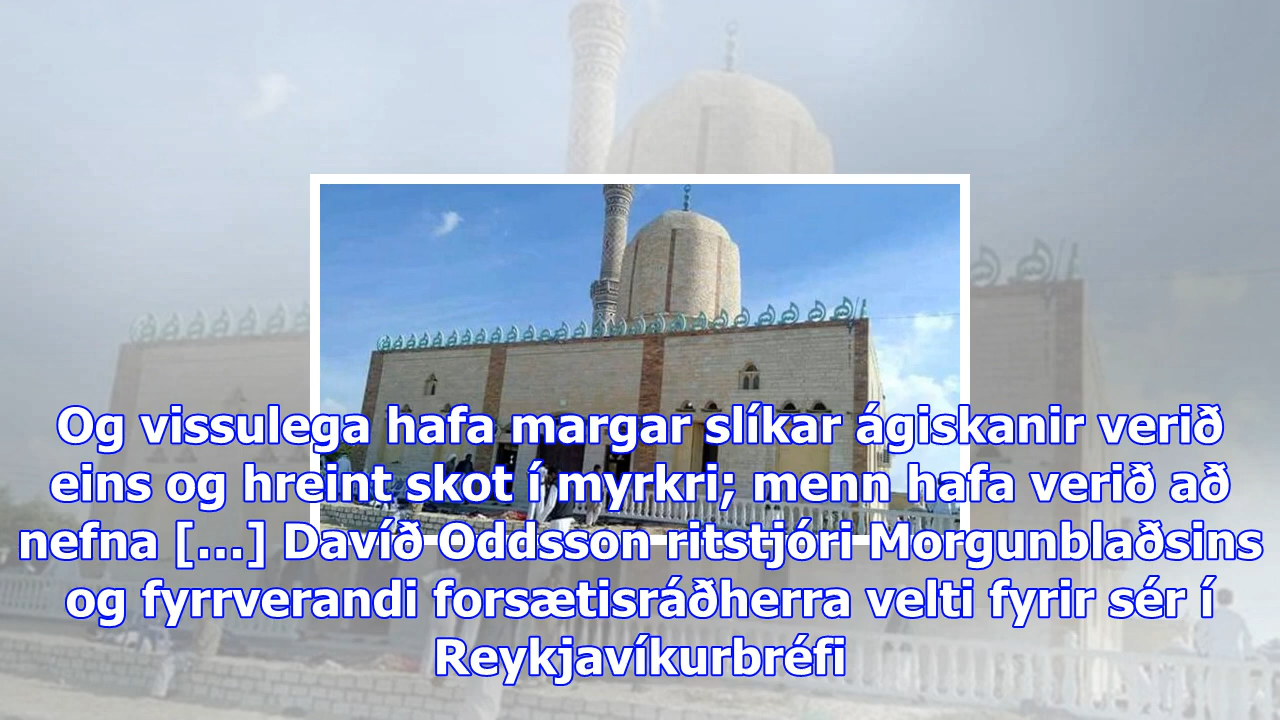 Og vissulega hafa margar slíkar ágiskanir verið
eins og hreint skot í myrkri; menn hafa verið að
nefna [...] Davíð Oddsson ritstjóri Morgunblaðsins
og fyrrverandi forsætisráðherra velti fyrir sér í
Reykjavíkurbréfi